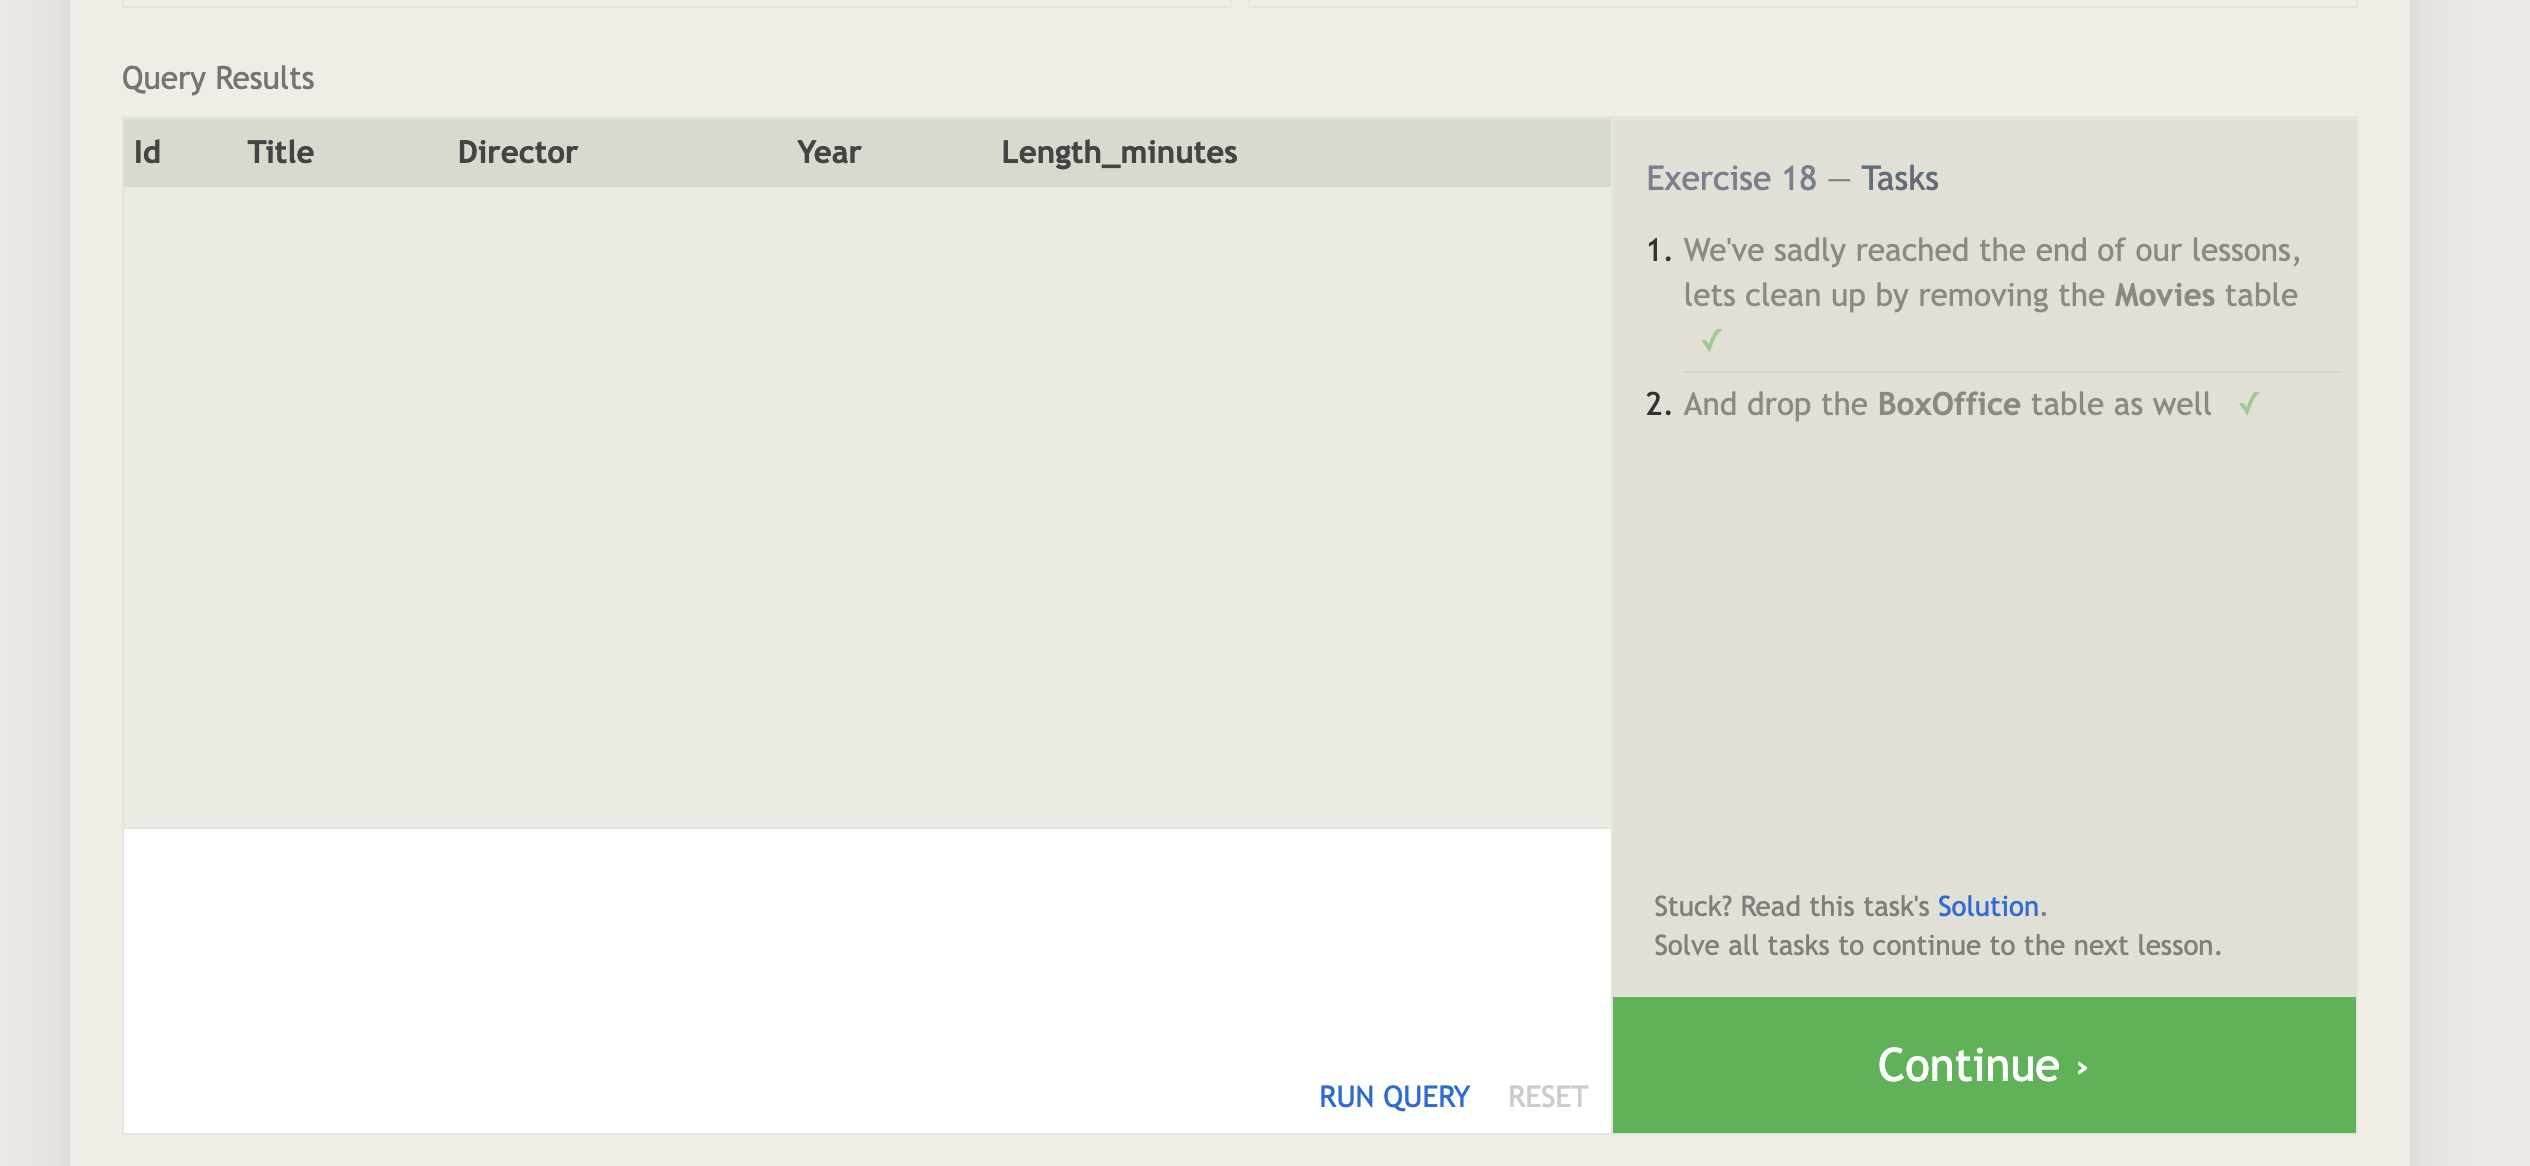 Query Results
Id Title Director Year Length_minutes
Exercise 18 — Tasks
1. We've sadly reached the end of our lessons,
lets clean up by removing the Movies table
✓
2. And drop the BoxOffice table as well ✓
Stuck? Read this task's Solution.
Solve all tasks to continue to the next lesson.
RUN QUERY RESET
Continue ›